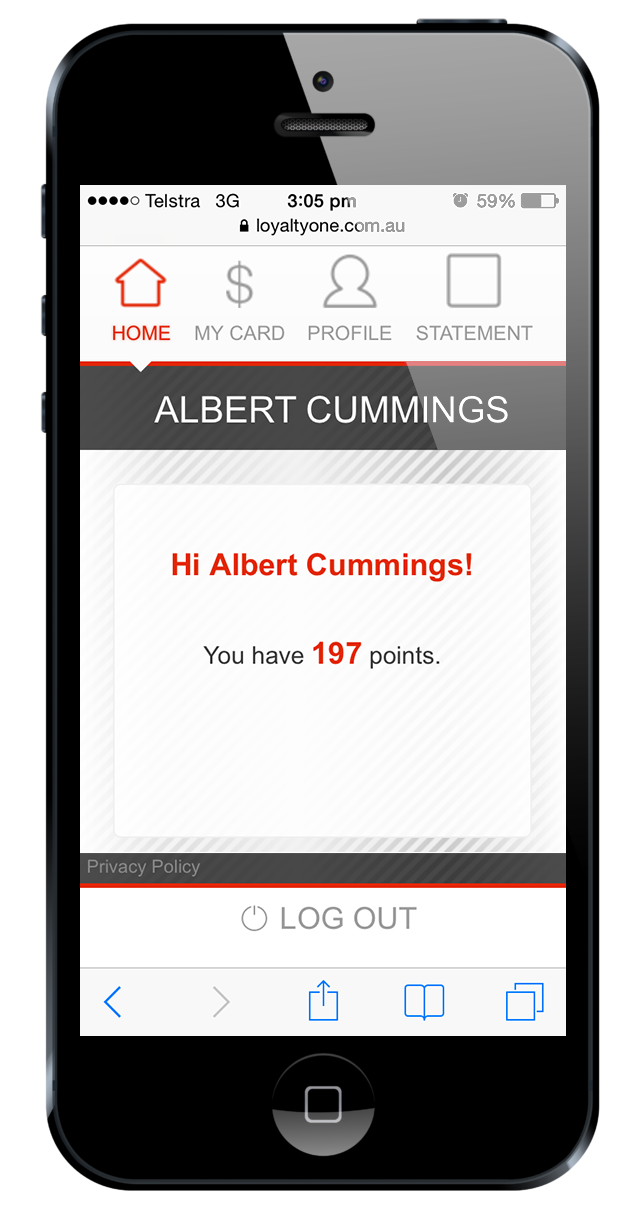 Telstra 3G 3:05 pm 59%
loyaltyone.com.au
HOME MY CARD PROFILE STATEMENT
ALBERT CUMMINGS
Hi Albert Cummings!
You have 197 points.
Privacy Policy
LOG OUT